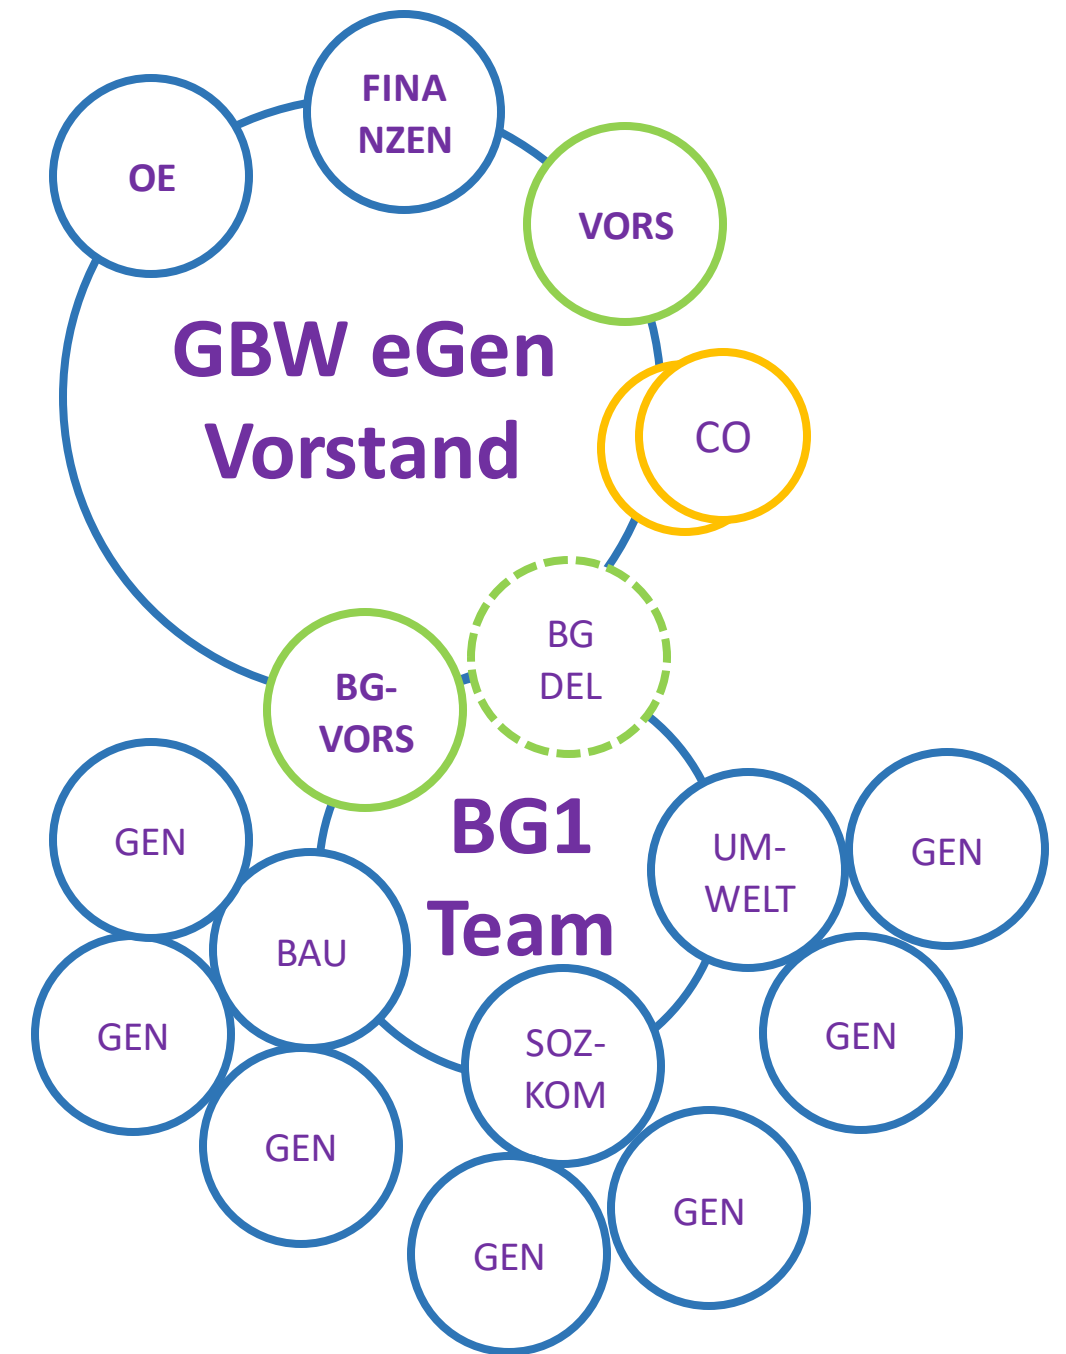 FINA
NZEN
OE
VORS
GBW eGen
Vorstand
CO
BG
DEL
BG-
VORS
BG1
Team
GEN
UM-
WELT
GEN
BAU
GEN
GEN
SOZ-
KOM
GEN
GEN
GEN